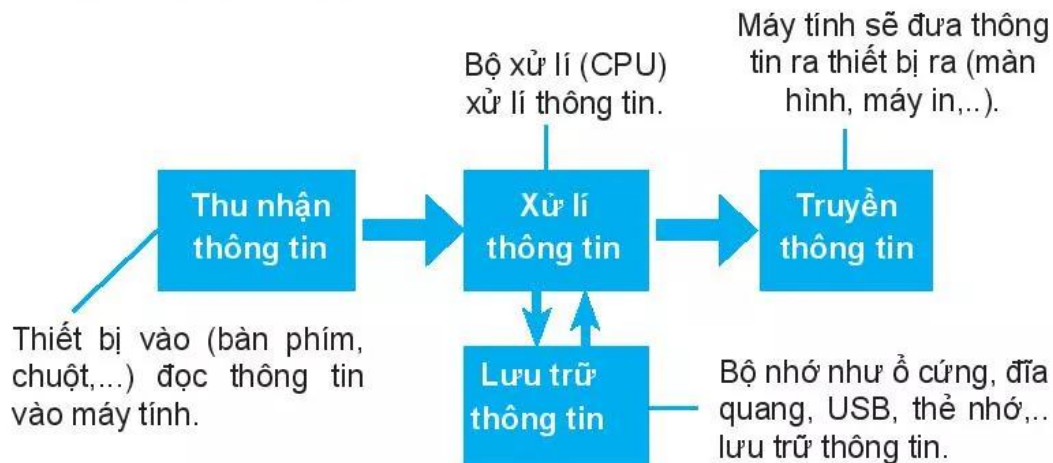 Máy tính sẽ đưa thông
tin ra thiết bị ra (màn
hình, máy in,..).
Bộ xử lí (CPU)
xử lí thông tin.
Thu nhận
thông tin
Xử lí
thông tin
Truyền
thông tin
Thiết bị vào (bàn phím,
chuột,...) đọc thông tin
vào máy tính.
Lưu trữ
thông tin
Bộ nhớ như ổ cứng, đĩa
quang, USB, thẻ nhớ,..
lưu trữ thông tin.